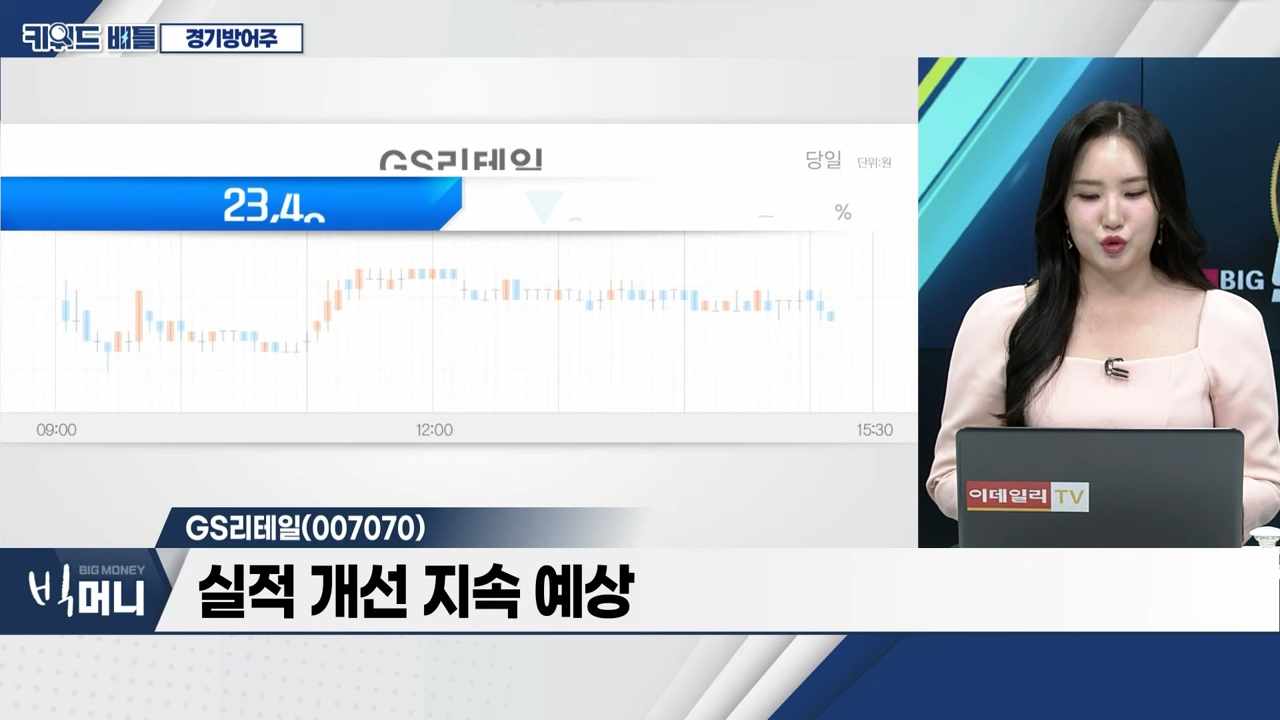 키워드 배틀
경기방어주
GS리테일
당일 단위:원
%
09:00 12:00 15:30
BIG
이데일리TV
GS리테일(007070)
BIG MONEY
빅머니
실적 개선 지속 예상